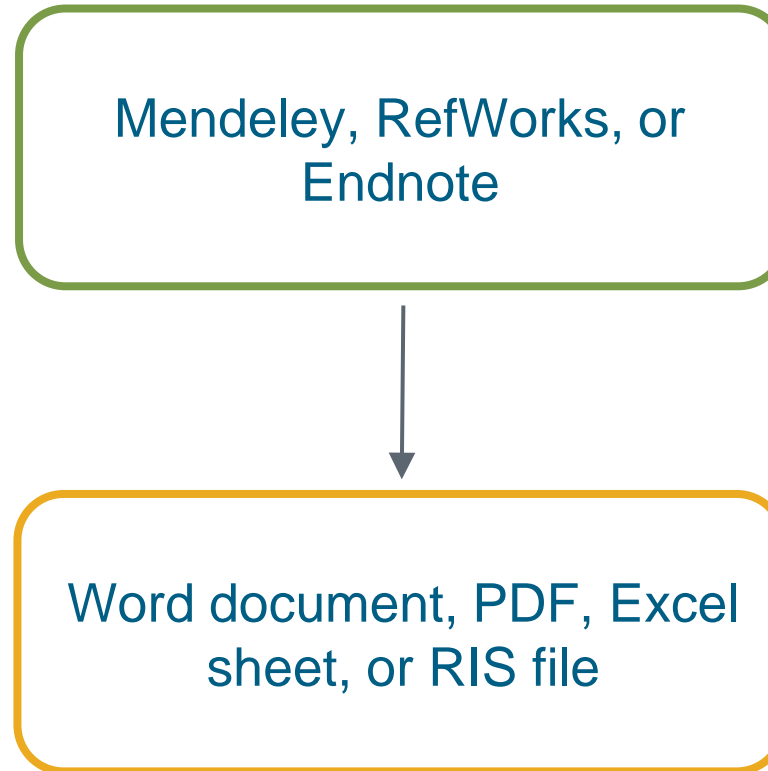 Mendeley, RefWorks, or
Endnote
Word document, PDF, Excel
sheet, or RIS file